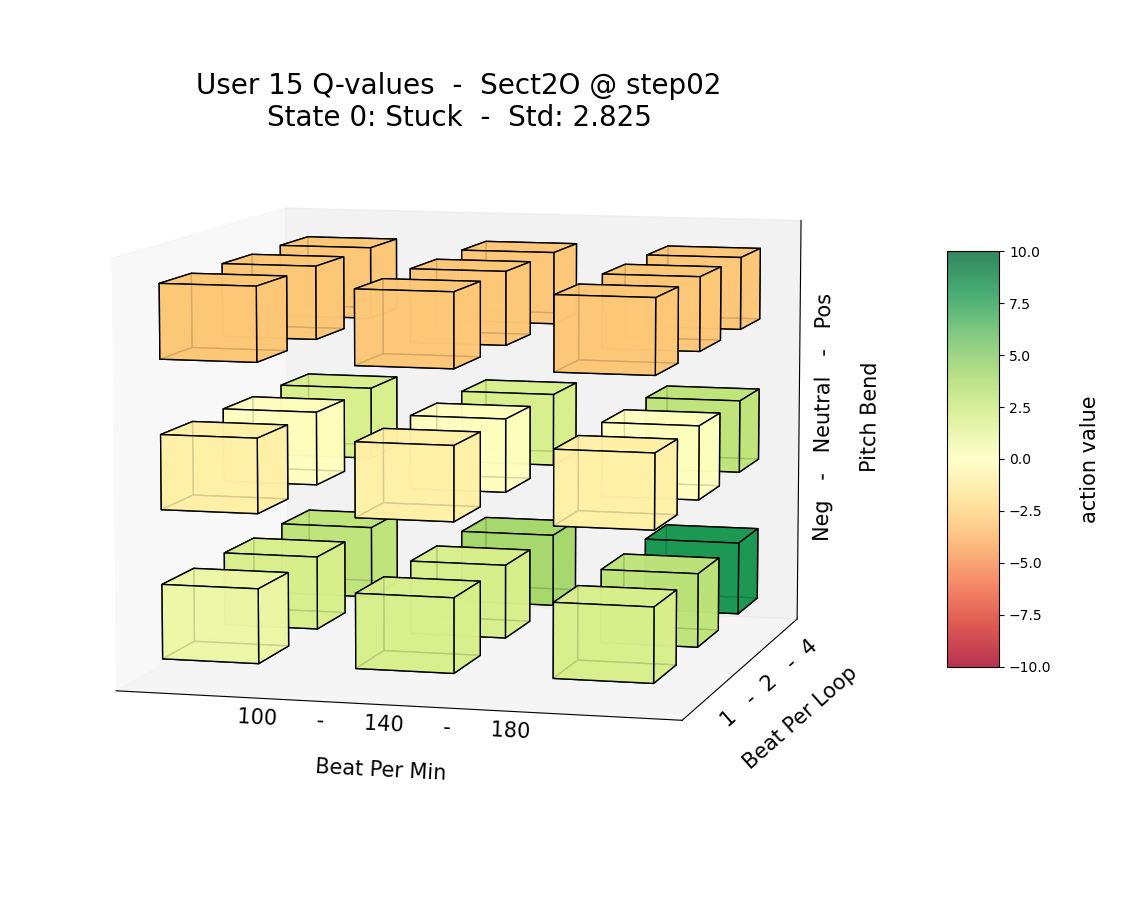 User 15 Q-values - Sect2O @ step02
State 0: Stuck - Std: 2.825
Neg - Neutral - Pos
Pitch Bend
1 - 2 - 4
Beat Per Loop
100 - 140 - 180
Beat Per Min
10.0
7.5
5.0
2.5
0.0
−2.5
−5.0
−7.5
−10.0
action value